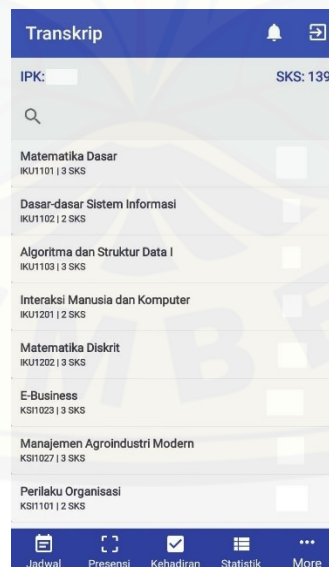 Transkrip
IPK:
SKS: 139
Matematika Dasar
IKU1101 | 3 SKS
Dasar-dasar Sistem Informasi
IKU1102 | 2 SKS
Algoritma dan Struktur Data I
IKU1103 | 3 SKS
Interaksi Manusia dan Komputer
IKU1201 | 2 SKS
Matematika Diskrit
IKU1202 | 3 SKS
E-Business
KSI1023 | 3 SKS
Manajemen Agroindustri Modern
KSI1027 | 3 SKS
Perilaku Organisasi
KSI1101 | 2 SKS
Jadwal Presensi Kehadiran Statistik More